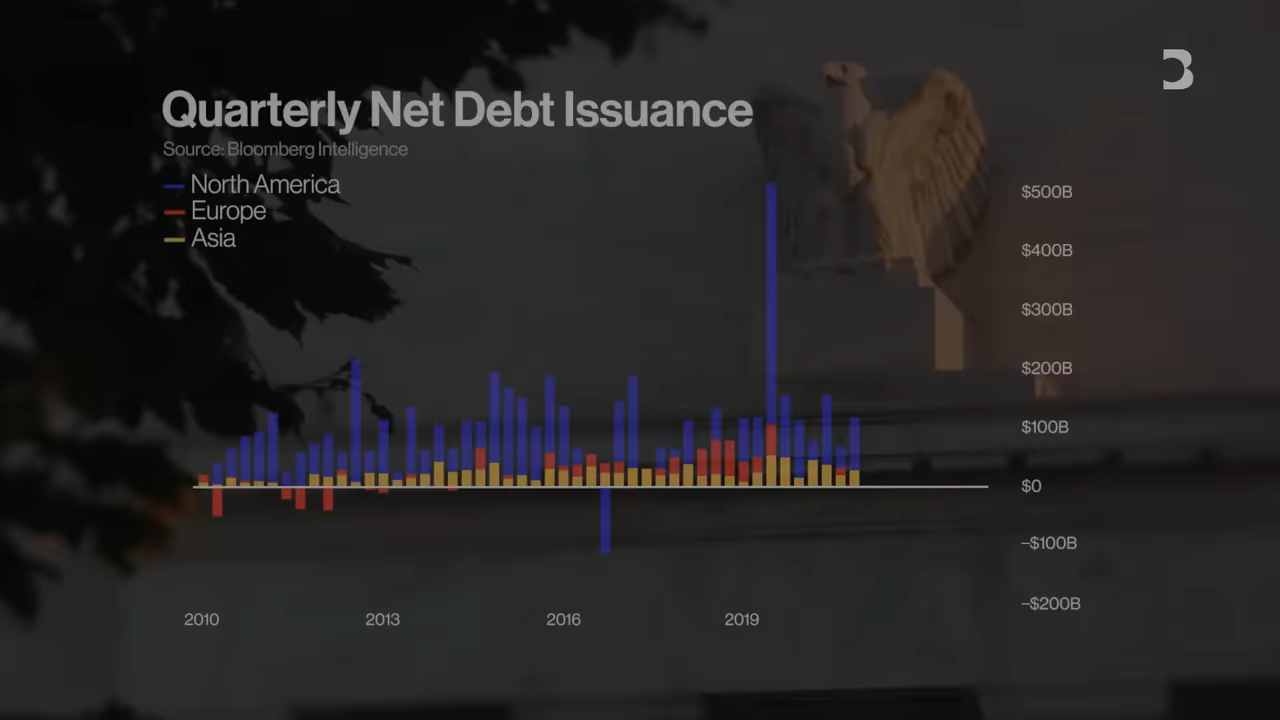 Quarterly Net Debt Issuance
Source: Bloomberg Intelligence
North America
Europe
Asia
$500B
$400B
$300B
$200B
$100B
$0
–$100B
–$200B
2010 2013 2016 2019